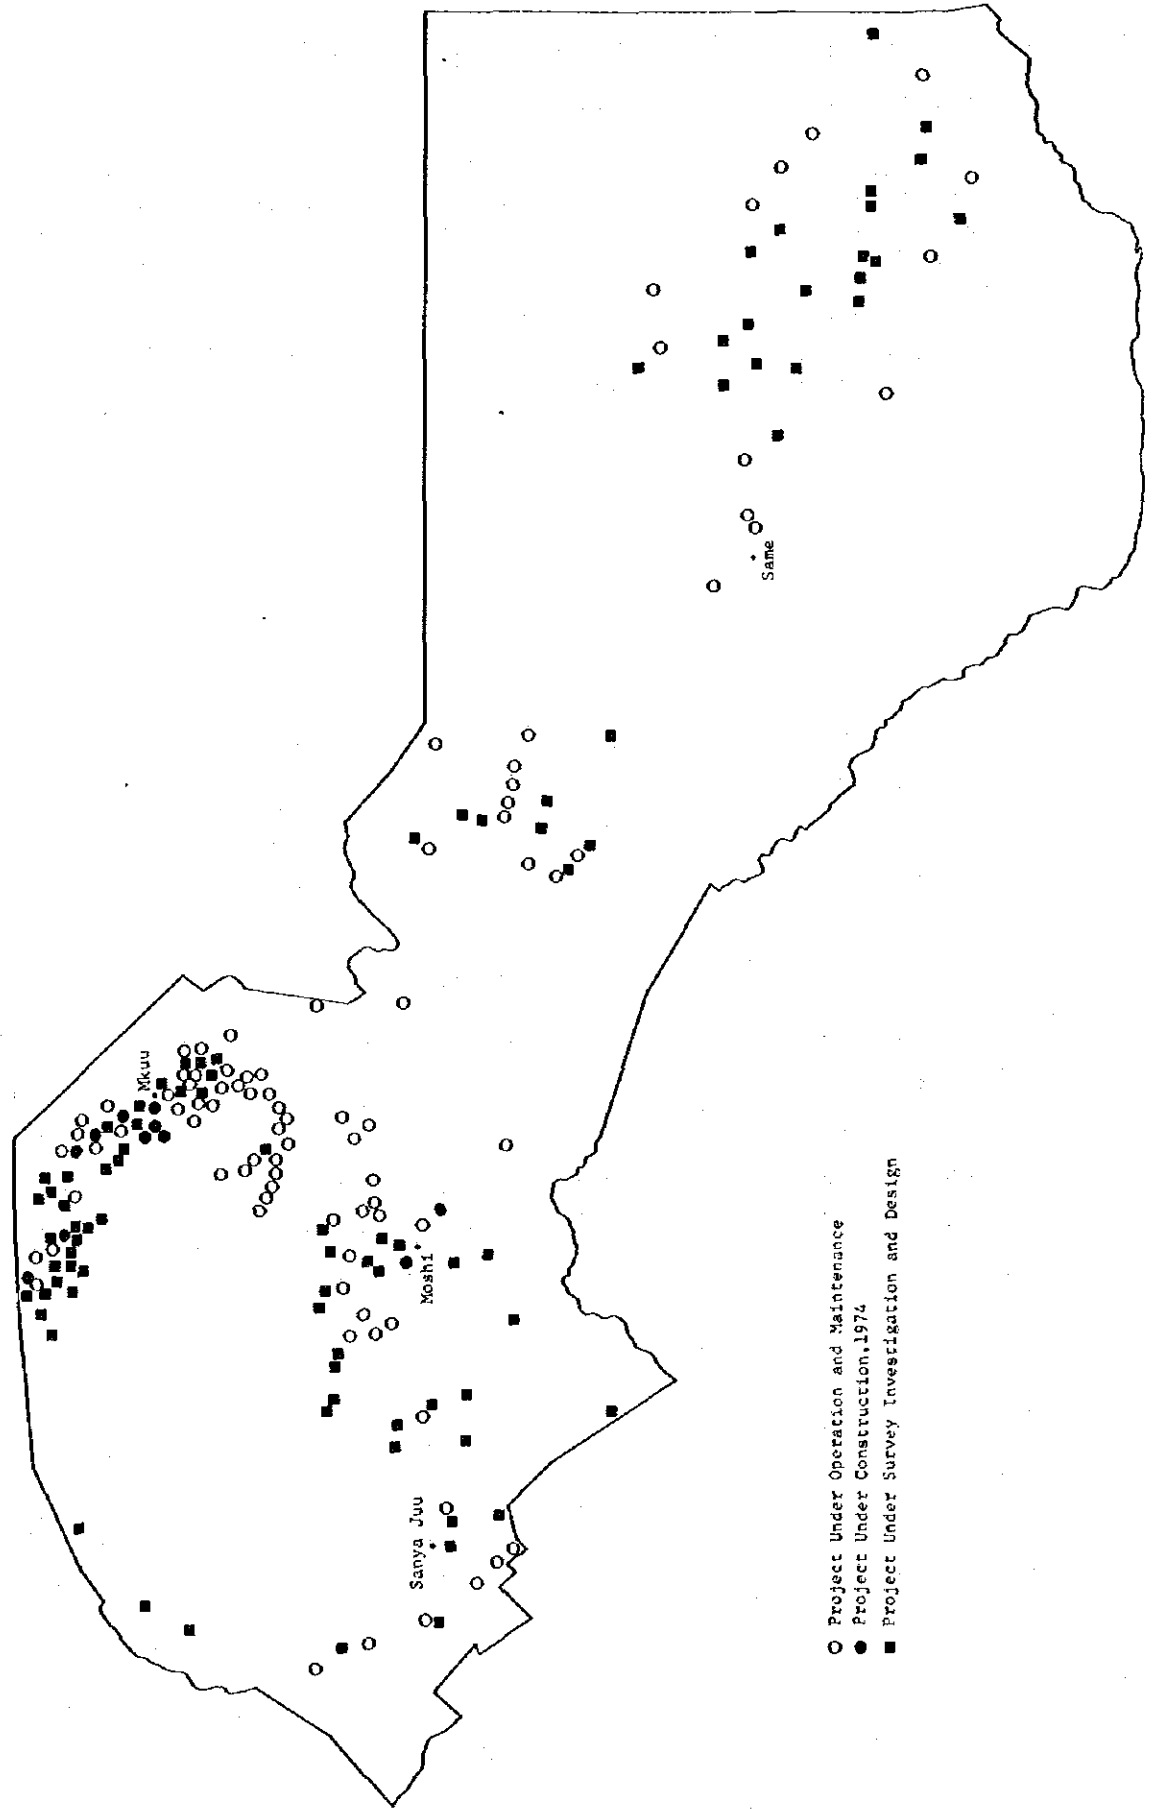 Mkuu
Same
Moshi
Sanya Juu
Project Under Operation and Maintenance
Project Under Construction,1974
Project Under Survey Investigation and Design